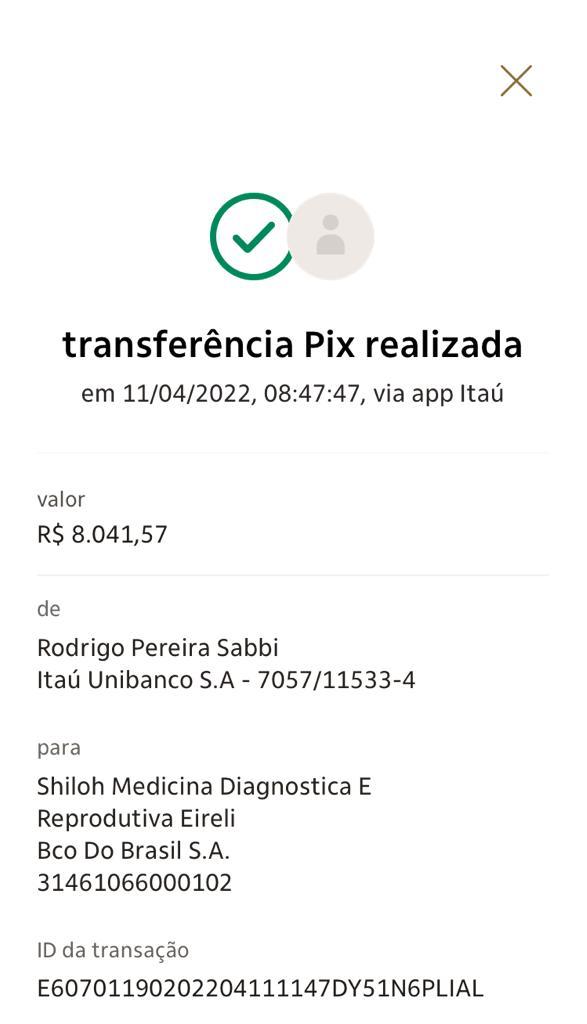 transferência Pix realizada
em 11/04/2022, 08:47:47, via app Itaú
valor
R$ 8.041,57
de
Rodrigo Pereira Sabbi
Itaú Unibanco S.A - 7057/11533-4
para
Shiloh Medicina Diagnostica E
Reprodutiva Eireli
Bco Do Brasil S.A.
31461066000102
ID da transação
E60701190202204111147DY51N6PLIAL